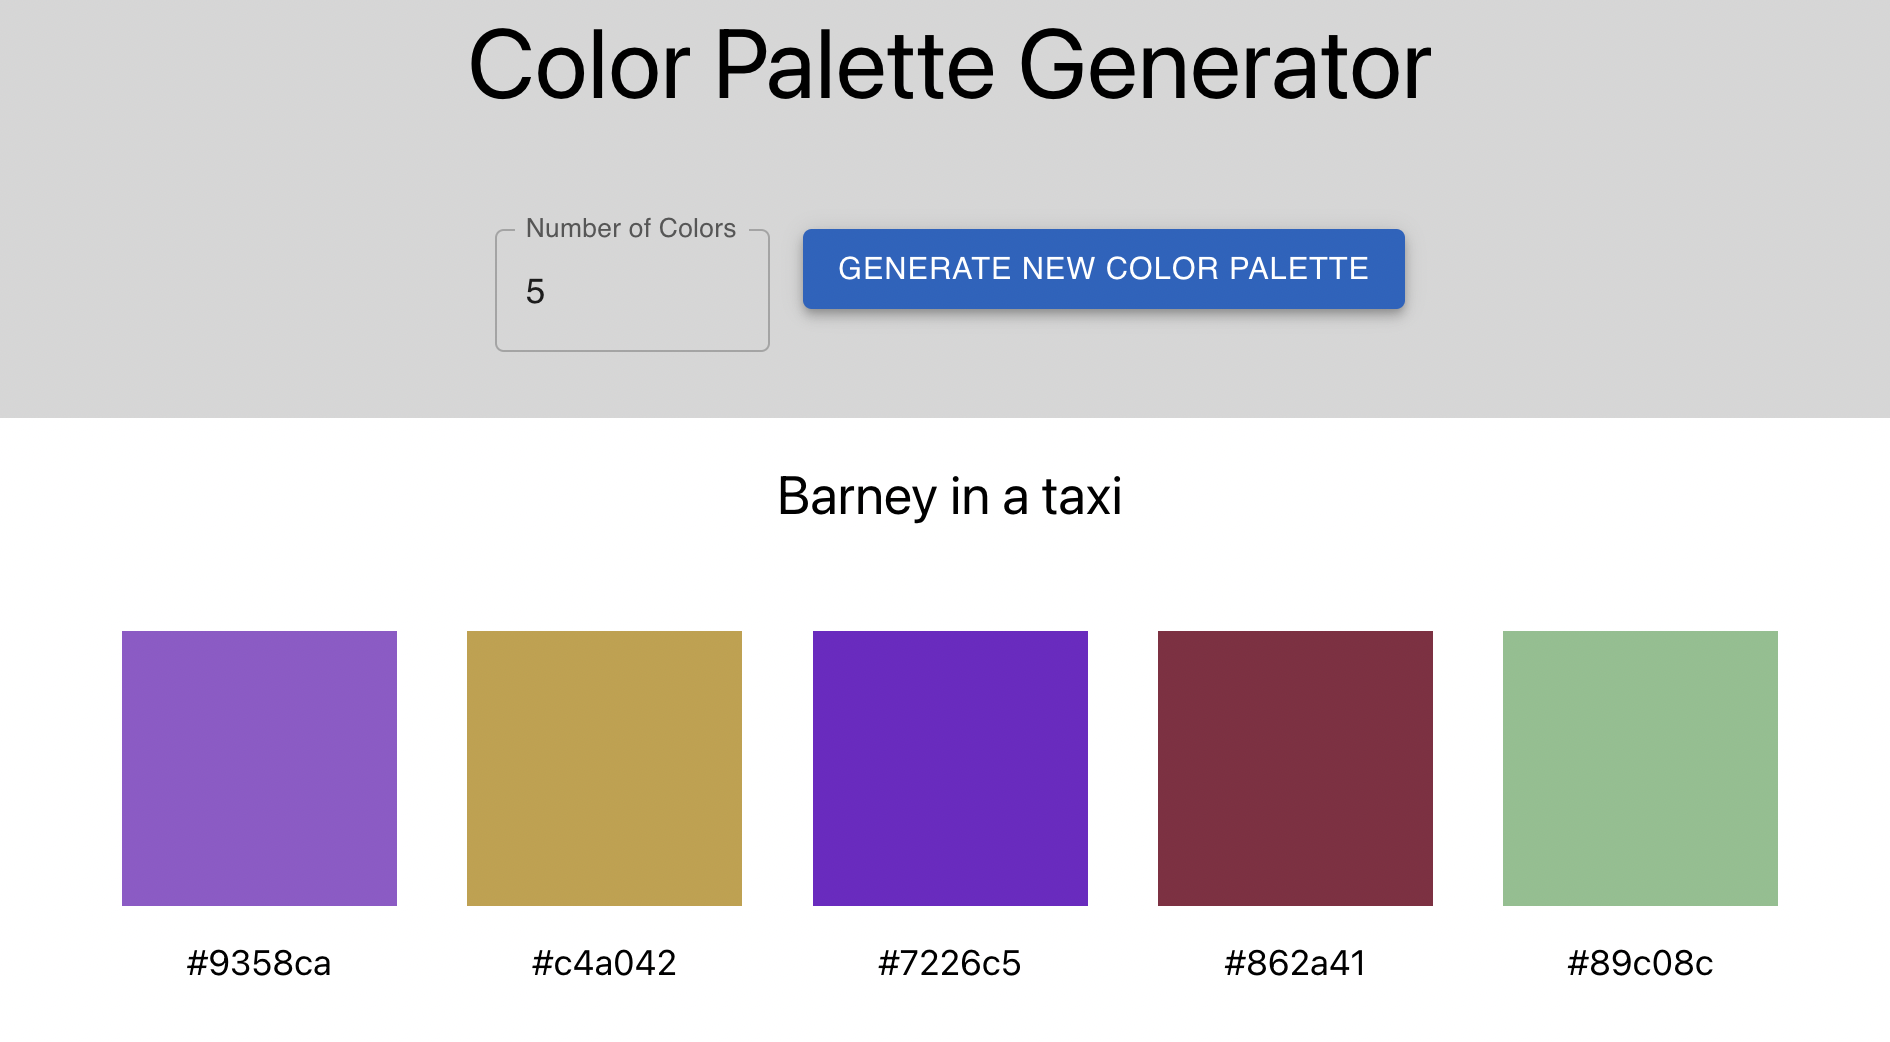 Color Palette Generator
Number of Colors
5
GENERATE NEW COLOR PALETTE
Barney in a taxi
#9358ca
#c4a042
#7226c5
#862a41
#89c08c